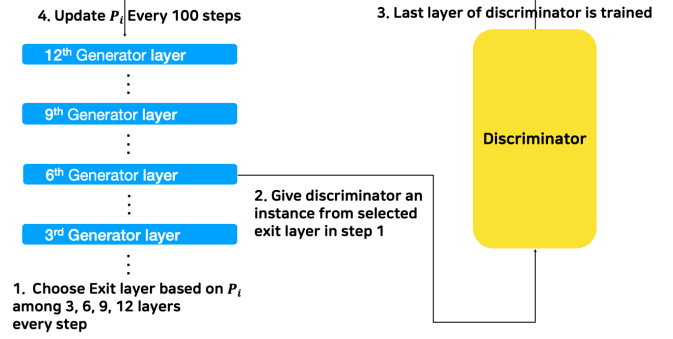 4. Update Pᵢ Every 100 steps
3. Last layer of discriminator is trained
12th Generator layer
9th Generator layer
Discriminator
6th Generator layer
2. Give discriminator an
instance from selected
exit layer in step 1
3rd Generator layer
1. Choose Exit layer based on Pᵢ
among 3, 6, 9, 12 layers
every step